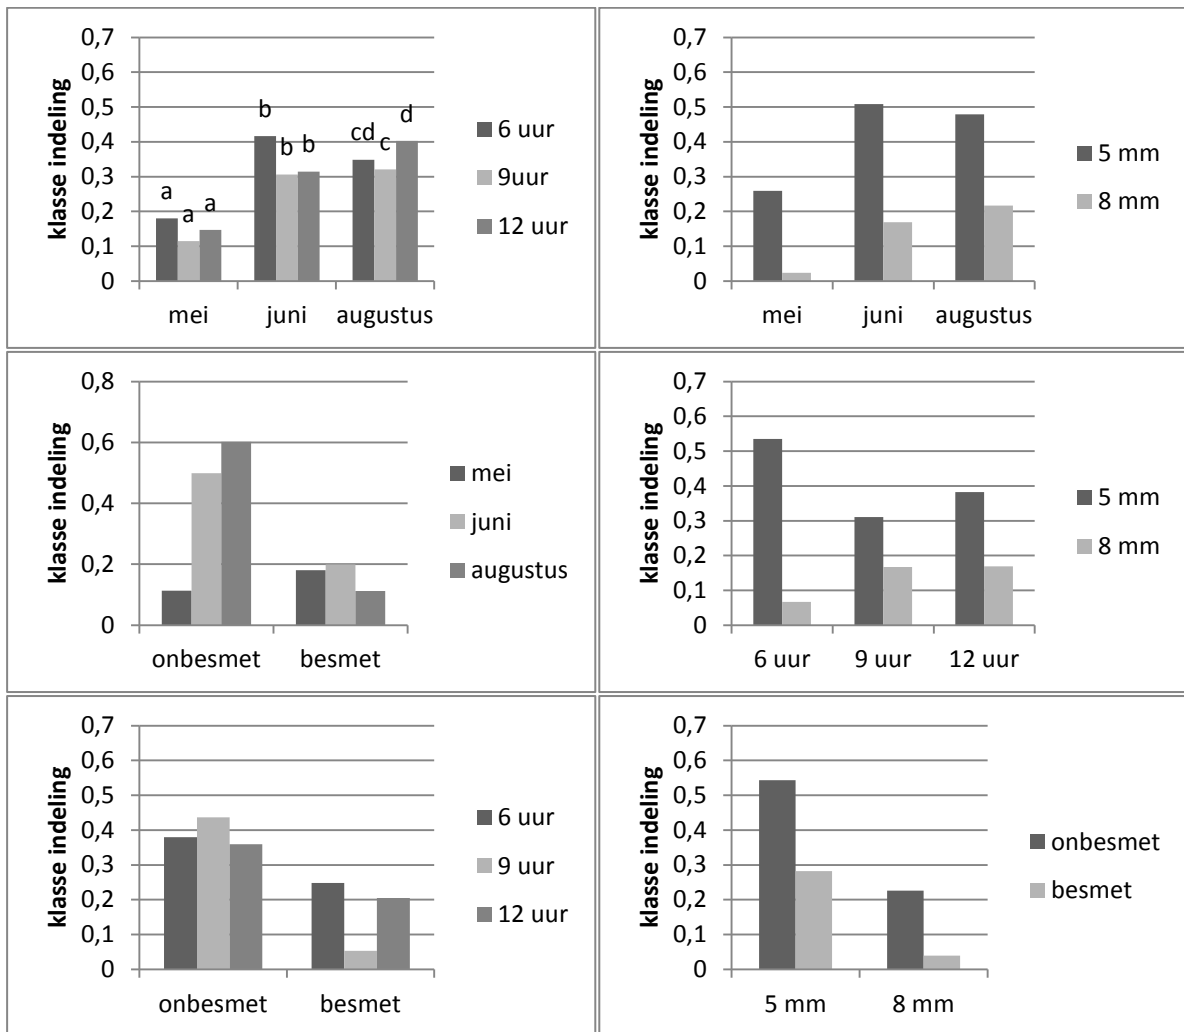 klasse indeling
0,7
0,6
0,5
0,4
0,3
0,2
0,1
0
a a a
b b b
cd c d
mei juni augustus
6 uur
9uur
12 uur
klasse indeling
0,7
0,6
0,5
0,4
0,3
0,2
0,1
0
mei juni augustus
5 mm
8 mm
klasse indeling
0,8
0,6
0,4
0,2
0
onbesmet besmet
mei
juni
augustus
klasse indeling
0,7
0,6
0,5
0,4
0,3
0,2
0,1
0
6 uur 9 uur 12 uur
5 mm
8 mm
klasse indeling
0,7
0,6
0,5
0,4
0,3
0,2
0,1
0
onbesmet besmet
6 uur
9 uur
12 uur
klasse indeling
0,7
0,6
0,5
0,4
0,3
0,2
0,1
0
5 mm 8 mm
onbesmet
besmet